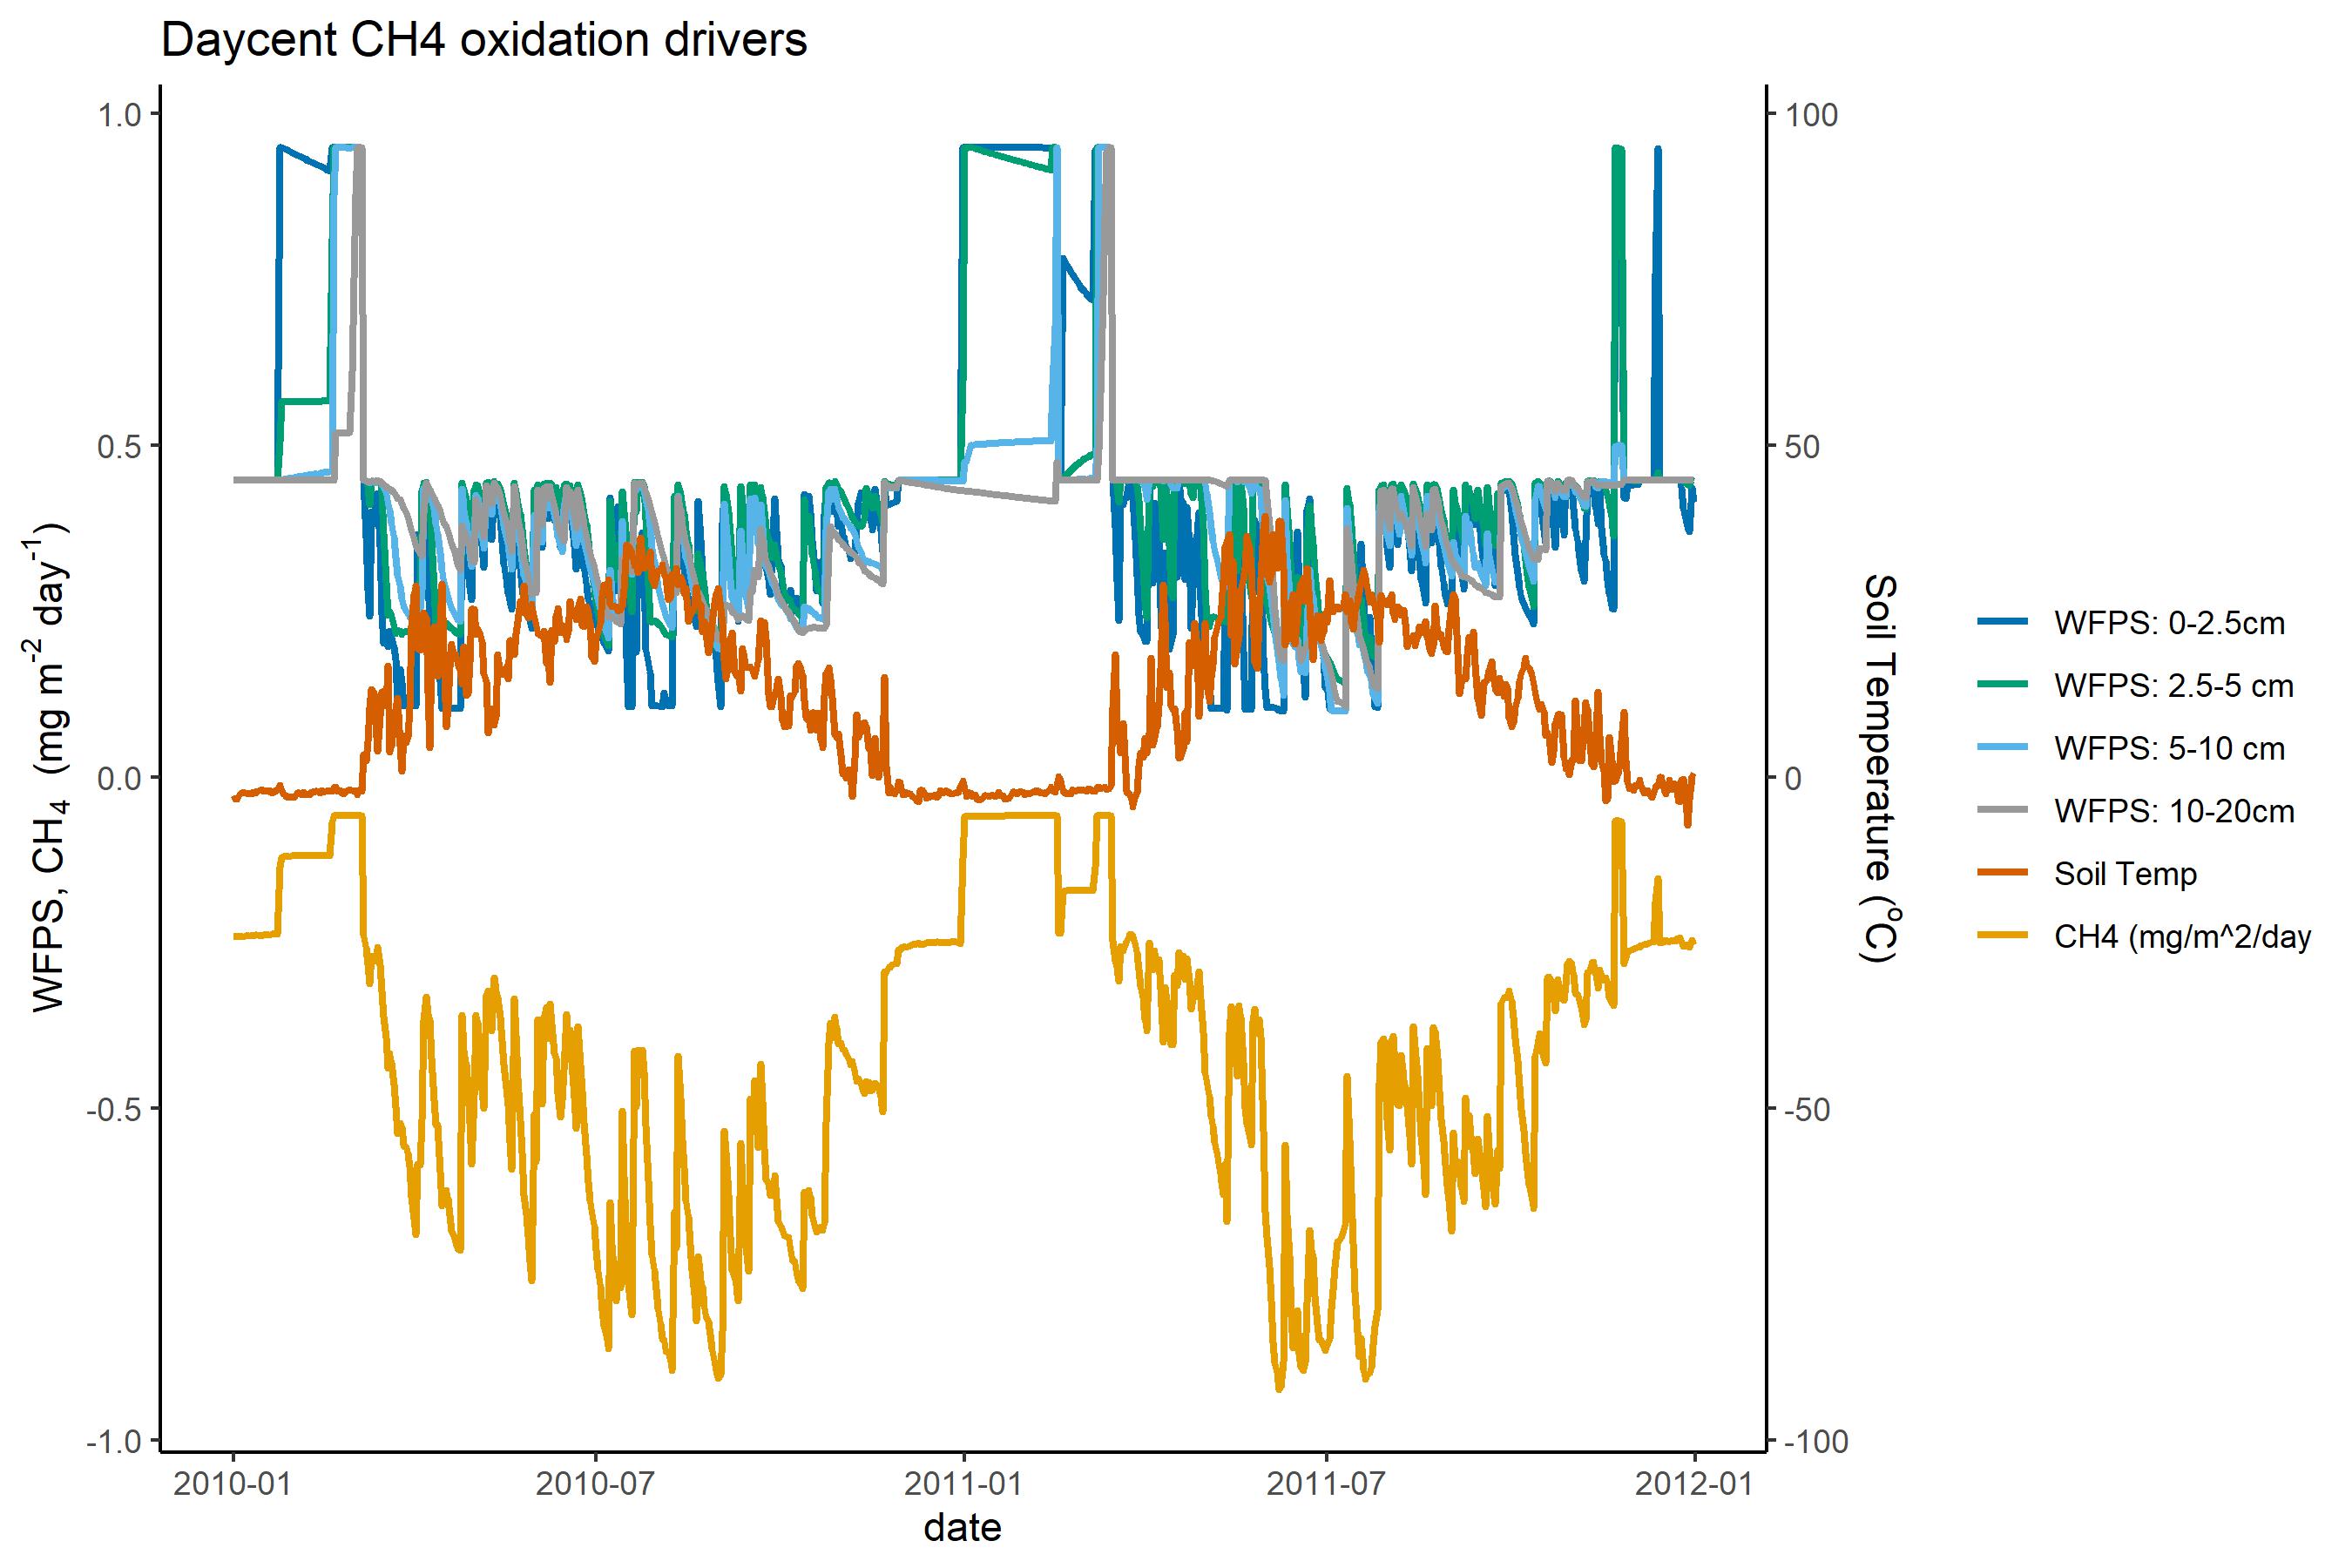 Daycent CH4 oxidation drivers
1.0
0.5
0.0
-0.5
-1.0
WFPS, CH₄ (mg m⁻² day⁻¹)
100
50
0
-50
-100
Soil Temperature (⁰C)
2010-01
2010-07
2011-01
2011-07
2012-01
date
WFPS: 0-2.5cm
WFPS: 2.5-5 cm
WFPS: 5-10 cm
WFPS: 10-20cm
Soil Temp
CH4 (mg/m^2/day